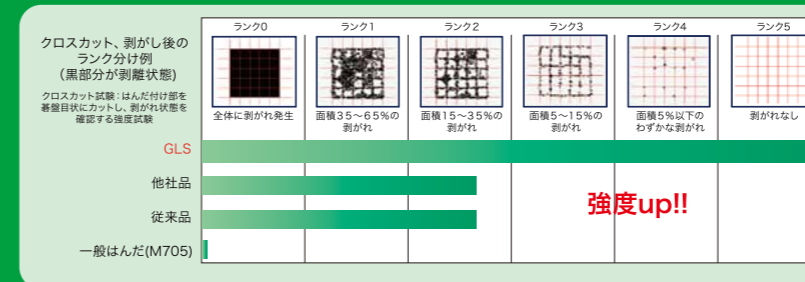 クロスカット、剥がし後の
ランク分け例
(黒部分が剥離状態)
クロスカット試験:はんだ付け部を
碁盤目状にカットし、剥がれ状態を
確認する強度試験
ランク0
ランク1
ランク2
ランク3
ランク4
ランク5
全体に剥がれ発生
面積35〜65%の
剥がれ
面積15〜35%の
剥がれ
面積5〜15%の
剥がれ
面積5%以下の
わずかな剥がれ
剥がれなし
GLS
他社品
従来品
一般はんだ(M705)
強度up!!